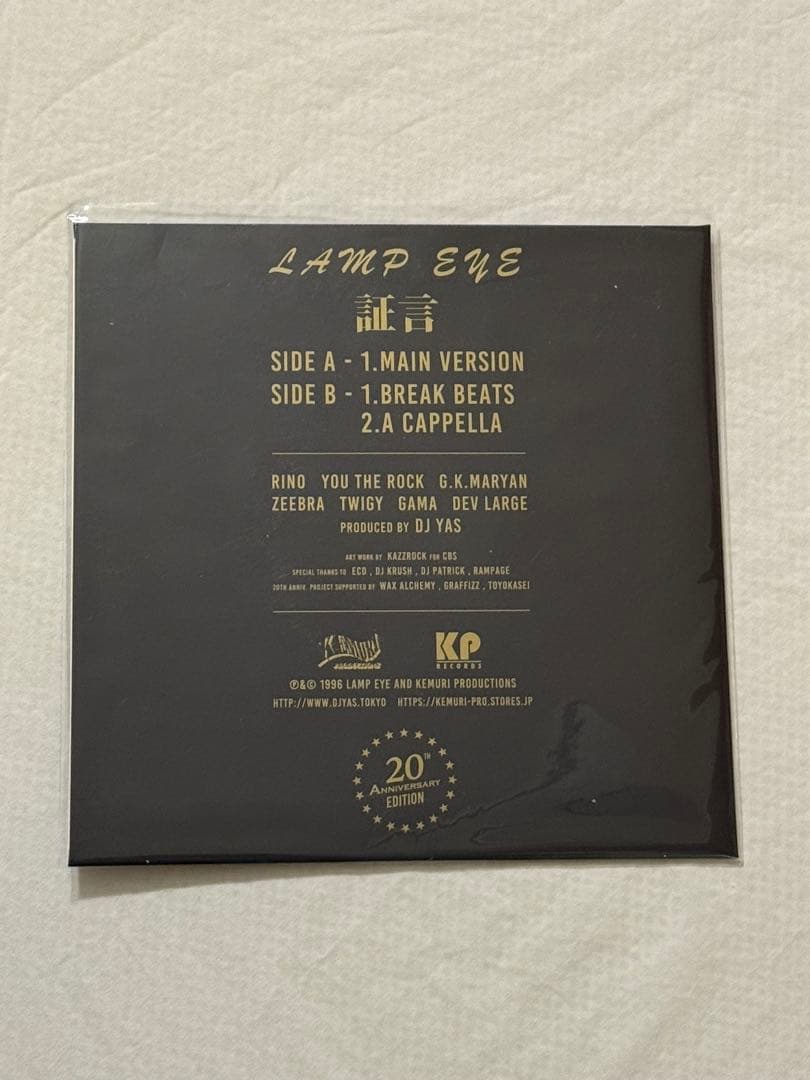 LAMP EYE
証言
SIDE A - 1.MAIN VERSION
SIDE B - 1.BREAK BEATS
2.A CAPPELLA
RINO YOU THE ROCK G.K.MARYAN
ZEEBRA TWIGY GAMA DEV LARGE
PRODUCED BY DJ YAS
ART WORK BY KAZZROCK FOR CBS
SPECIAL THANKS TO ECD , DJ KRUSH , DJ PATRICK , RAMPAGE
20TH ANNIV. PROJECT SUPPORTED BY WAX ALCHEMY , GRAFFIZZ , TOYOKASEI
PRODUCTIONS
KP
RECORDS
℗&© 1996 LAMP EYE AND KEMURI PRODUCTIONS
HTTP://WWW.DJYAS.TOKYO HTTPS://KEMURI-PRO.STORES.JP
20TH
ANNIVERSARY
EDITION